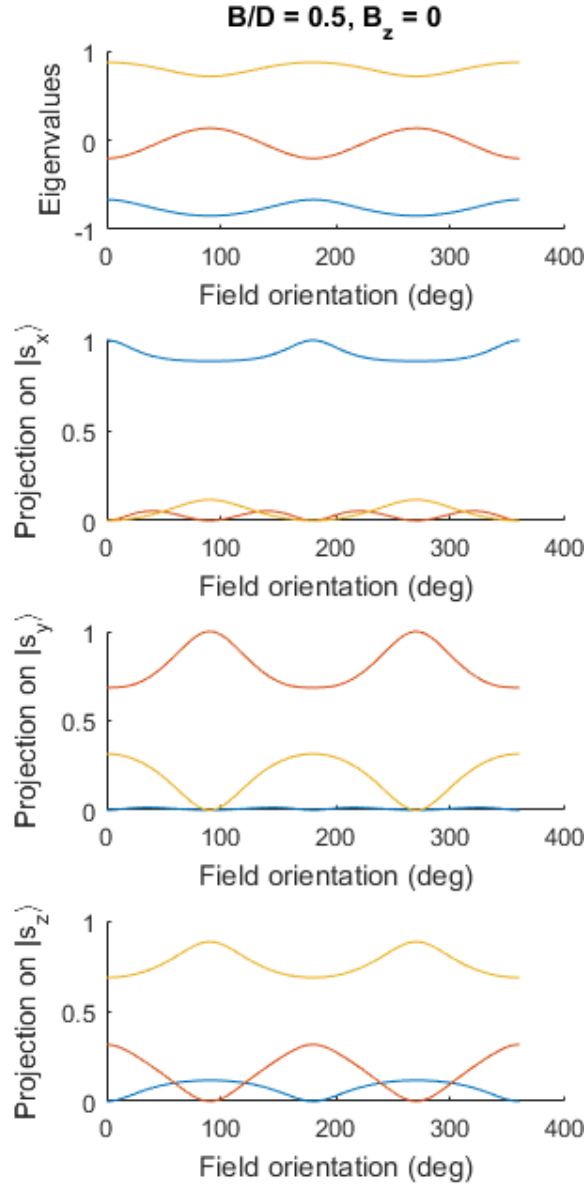 B/D = 0.5, B_z = 0
Eigenvalues
1
0
-1
0 100 200 300 400
Field orientation (deg)
Projection on |s_x⟩
1
0.5
0
0 100 200 300 400
Field orientation (deg)
Projection on |s_y⟩
1
0.5
0
0 100 200 300 400
Field orientation (deg)
Projection on |s_z⟩
1
0.5
0
0 100 200 300 400
Field orientation (deg)